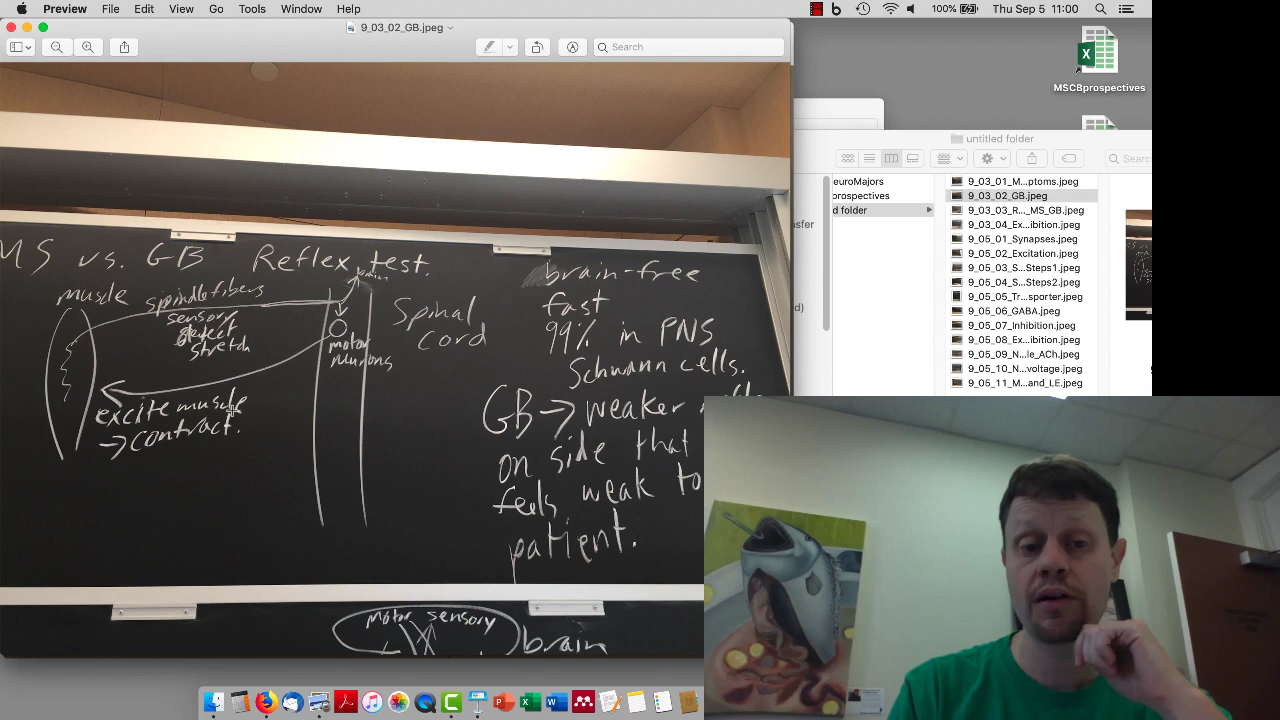 Preview File Edit View Go Tools Window Help
100% Thu Sep 5 11:00
9_03_02_GB.jpeg
Search
MSCBprospectives
untitled folder
Search
euroMajors
prospectives
d folder
nsfer
d)
9_03_01_M...ptoms.jpeg
9_03_02_GB.jpeg
9_03_03_R..._MS_GB.jpeg
9_03_04_Ex...ibition.jpeg
9_05_01_Synapses.jpeg
9_05_02_Excitation.jpeg
9_05_03_S...Steps1.jpeg
9_05_04_S...Steps2.jpeg
9_05_05_Tr...sporter.jpeg
9_05_06_GABA.jpeg
9_05_07_Inhibition.jpeg
9_05_08_Ex...ibition.jpeg
9_05_09_N...le_ACh.jpeg
9_05_10_N...voltage.jpeg
9_05_11_M...and_LE.jpeg
MS vs. GB Reflex test.
muscle
spindle fibers
sensory
detect
stretch
brain
motor
neurons
Spinal
cord
excite muscle
→ contract.
brain-free
fast
99% in PNS
Schwann cells.
GB → weaker
on side that
feels weak to
patient.
motor sensory
brain